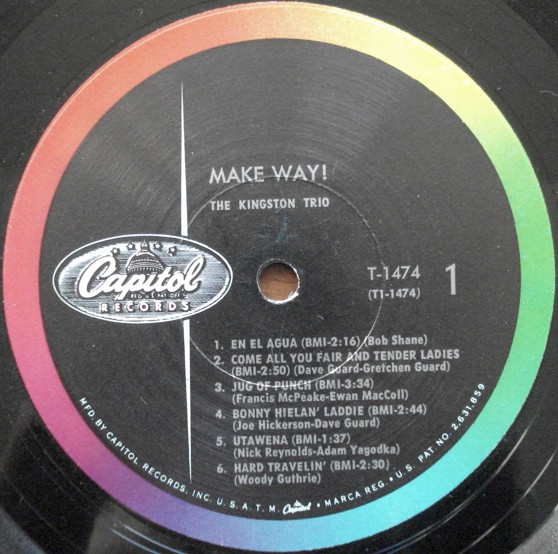 MAKE WAY!
THE KINGSTON TRIO
Capitol
REG. U.S. PAT. OFF.
RECORDS
T-1474 1
(T1-1474)
1. EN EL AGUA (BMI-2:16) (Bob Shane)
2. COME ALL YOU FAIR AND TENDER LADIES
(BMI-2:50) (Dave Guard-Gretchen Guard)
3. JUG OF PUNCH (BMI-3:34)
(Francis McPeake-Ewan MacColl)
4. BONNY HIELAN' LADDIE (BMI-2:44)
(Joe Hickerson-Dave Guard)
5. UTAWENA (BMI-1:37)
(Nick Reynolds-Adam Yagodka)
6. HARD TRAVELIN' (BMI-2:30)
(Woody Guthrie)
MFD. BY CAPITOL RECORDS, INC. U.S.A. T.M. Capitol • MARCA REG. • U.S. PAT. NO. 2,631,859